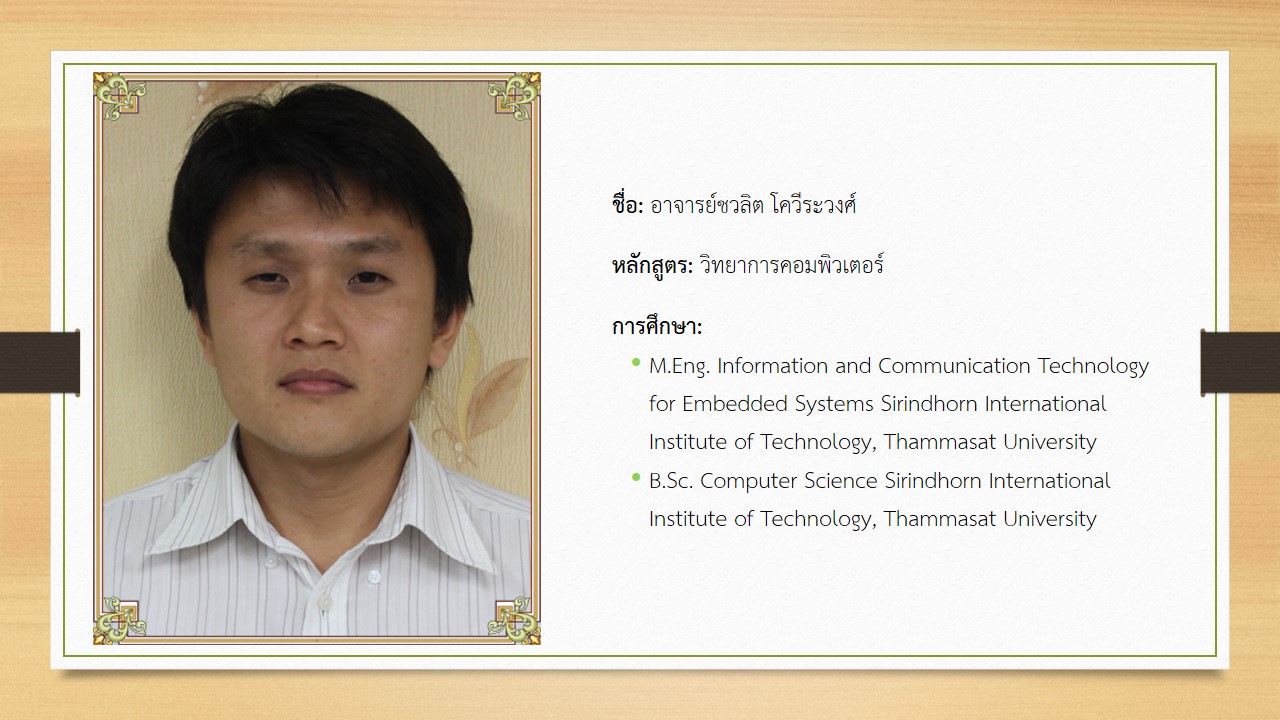 ชื่อ: อาจารย์ชวลิต โควีระวงศ์
หลักสูตร: วิทยาการคอมพิวเตอร์
การศึกษา:
• M.Eng. Information and Communication Technology
for Embedded Systems Sirindhorn International
Institute of Technology, Thammasat University
• B.Sc. Computer Science Sirindhorn International
Institute of Technology, Thammasat University